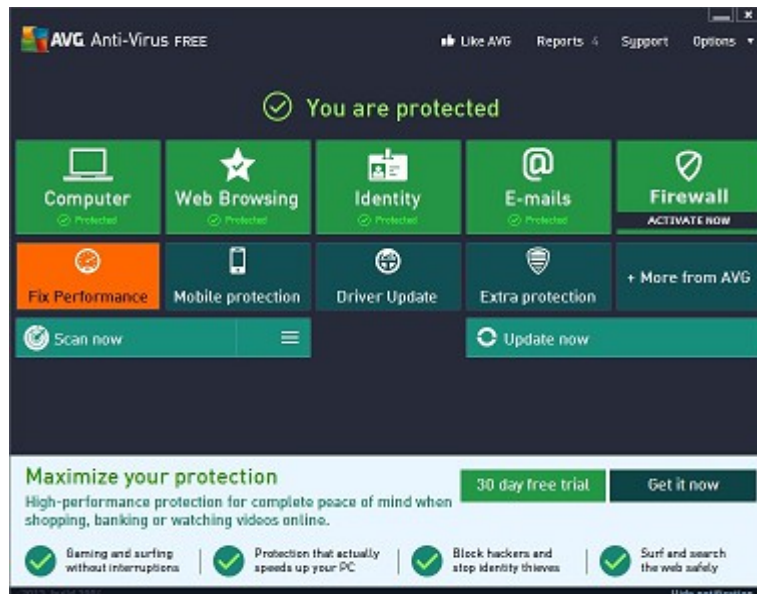 AVG Anti-Virus FREE
Like AVG Reports 4 Support Options
You are protected
Computer Web Browsing Identity E-mails Firewall
Protected Protected Protected Protected ACTIVATE NOW
Fix Performance Mobile protection Driver Update Extra protection + More from AVG
Scan now Update now
Maximize your protection
High-performance protection for complete peace of mind when
shopping, banking or watching videos online.
30 day free trial Get it now
Gaming and surfing
without interruptions
Protection that actually
speeds up your PC
Block hackers and
stop identity thieves
Surf and search
the web safely
Hide notification